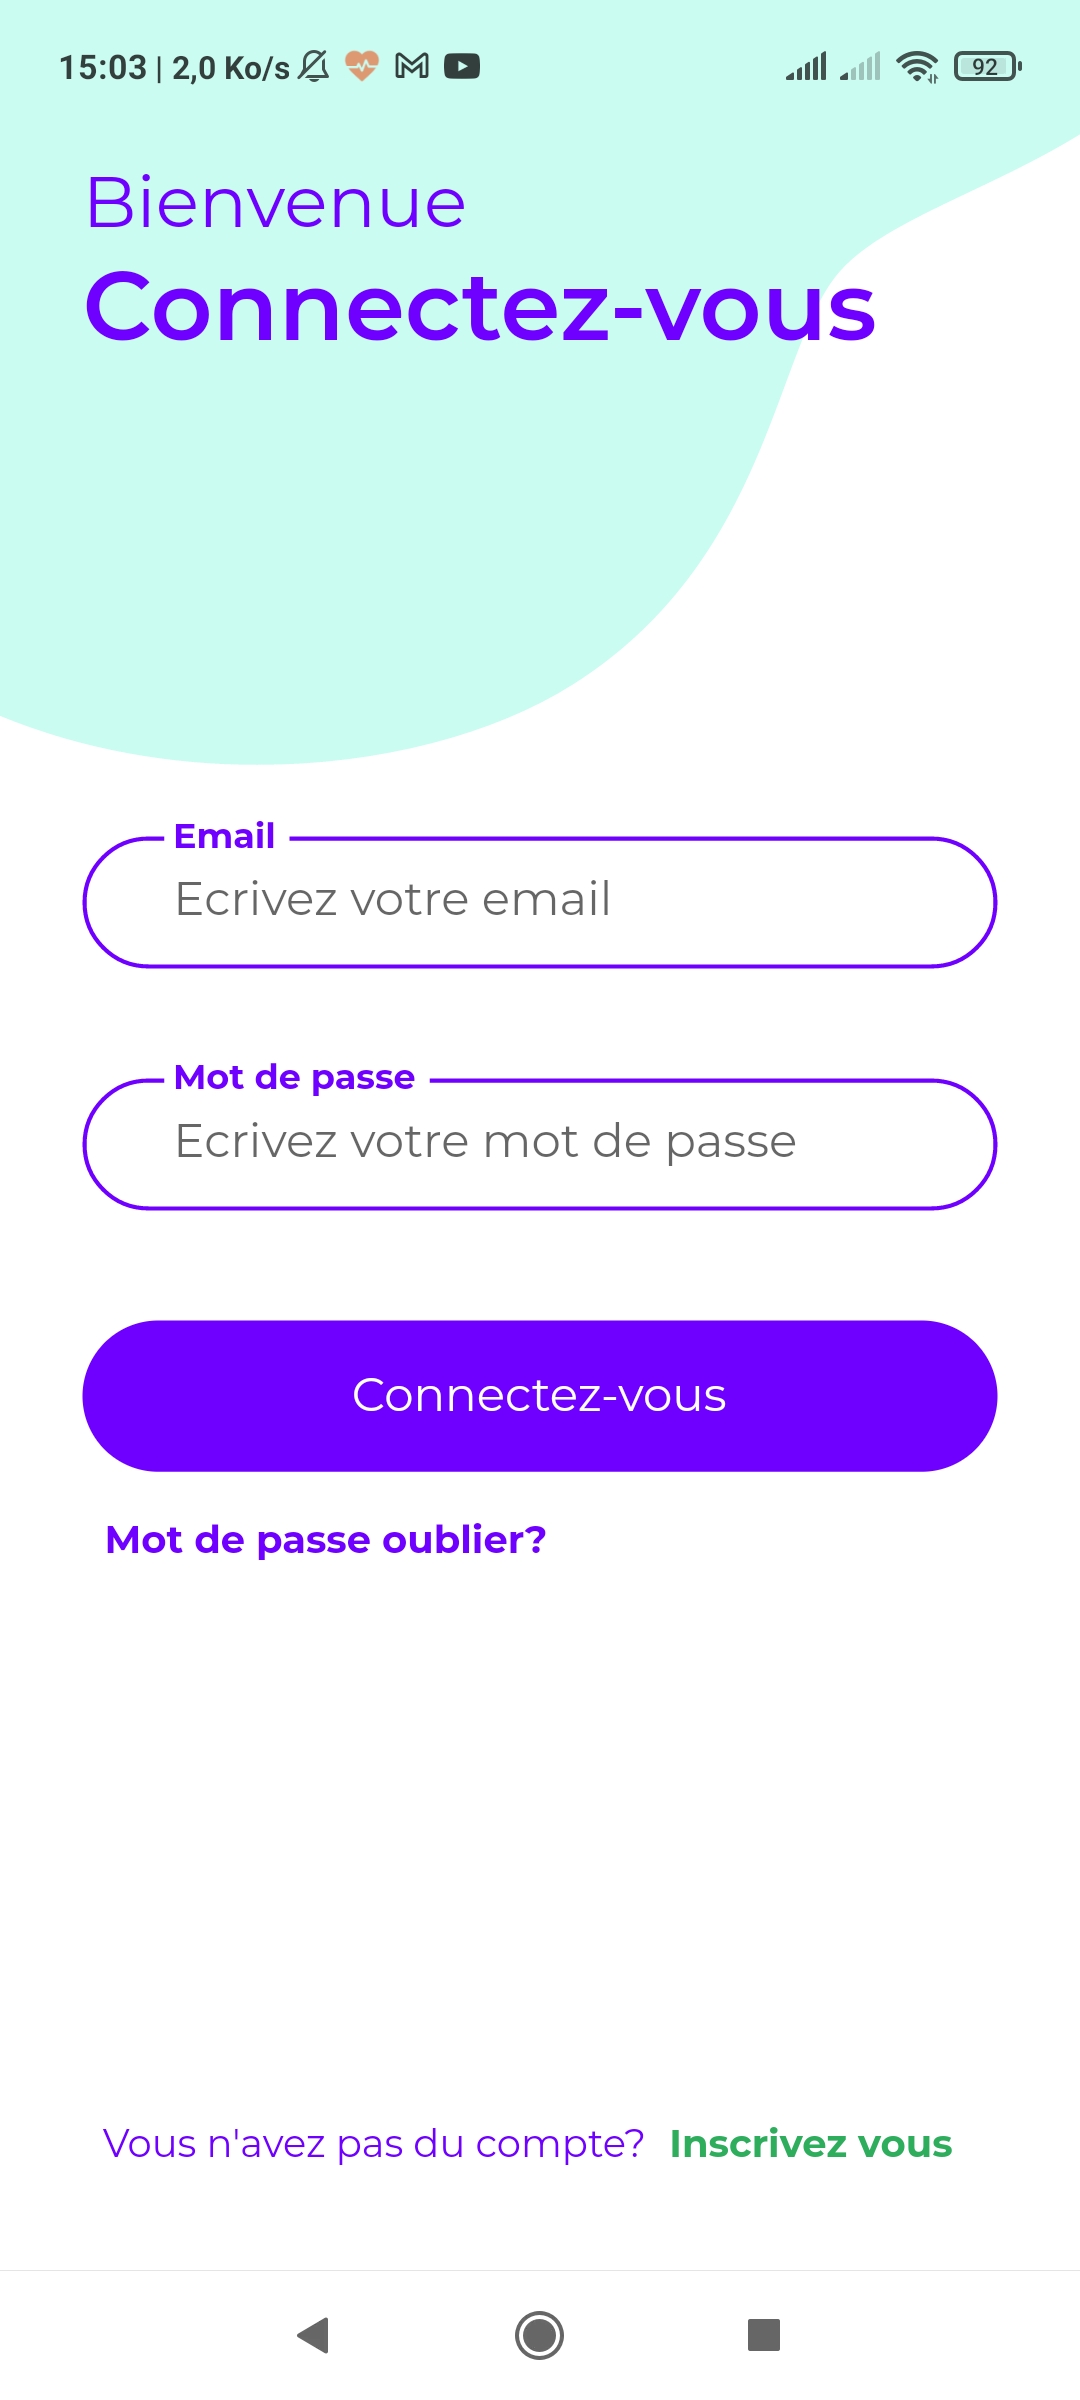 15:03 | 2,0 Ko/s 92
Bienvenue
Connectez-vous
Email
Ecrivez votre email
Mot de passe
Ecrivez votre mot de passe
Connectez-vous
Mot de passe oublier?
Vous n'avez pas du compte? Inscrivez vous